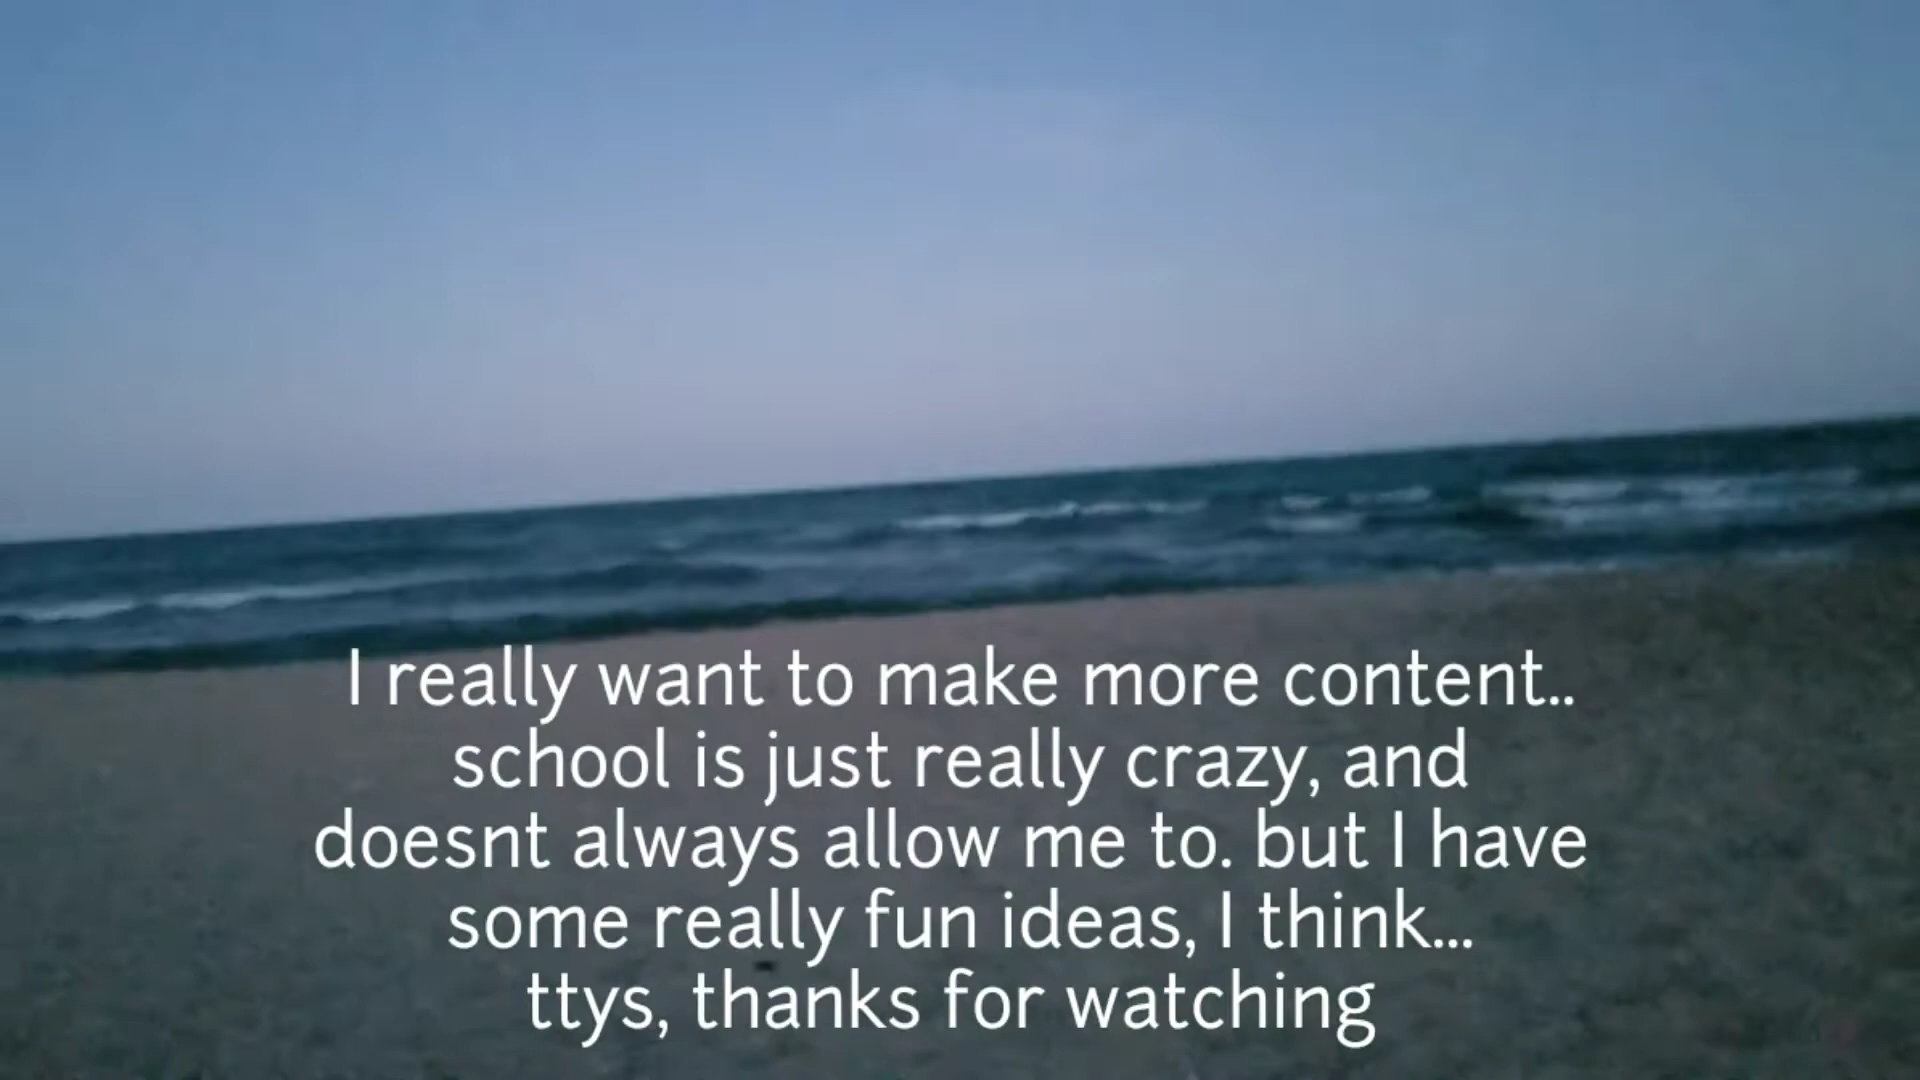 I really want to make more content..
school is just really crazy, and
doesnt always allow me to. but I have
some really fun ideas, I think...
ttys, thanks for watching